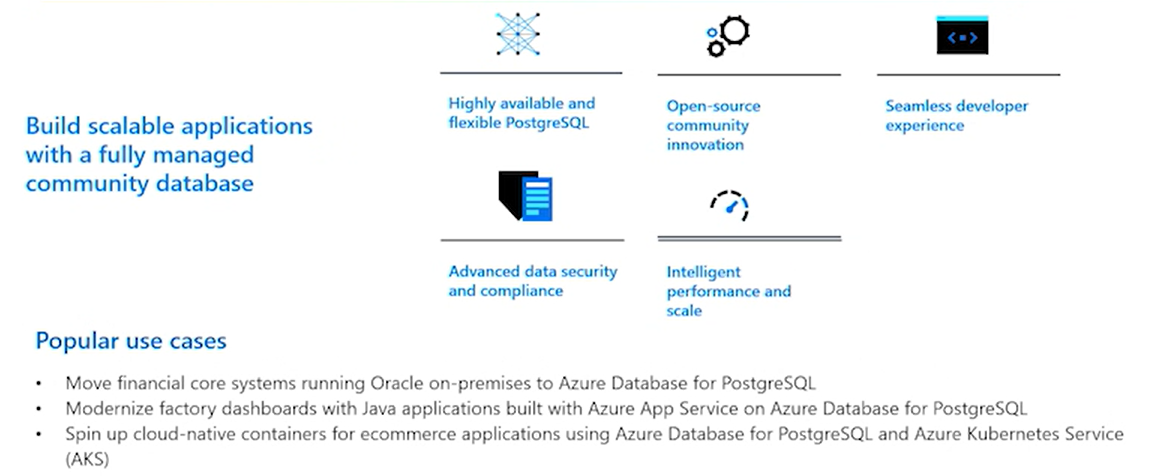 Build scalable applications
with a fully managed
community database
Highly available and
flexible PostgreSQL
Open-source
community
innovation
Seamless developer
experience
Advanced data security
and compliance
Intelligent
performance and
scale
Popular use cases
• Move financial core systems running Oracle on-premises to Azure Database for PostgreSQL
• Modernize factory dashboards with Java applications built with Azure App Service on Azure Database for PostgreSQL
• Spin up cloud-native containers for ecommerce applications using Azure Database for PostgreSQL and Azure Kubernetes Service
(AKS)